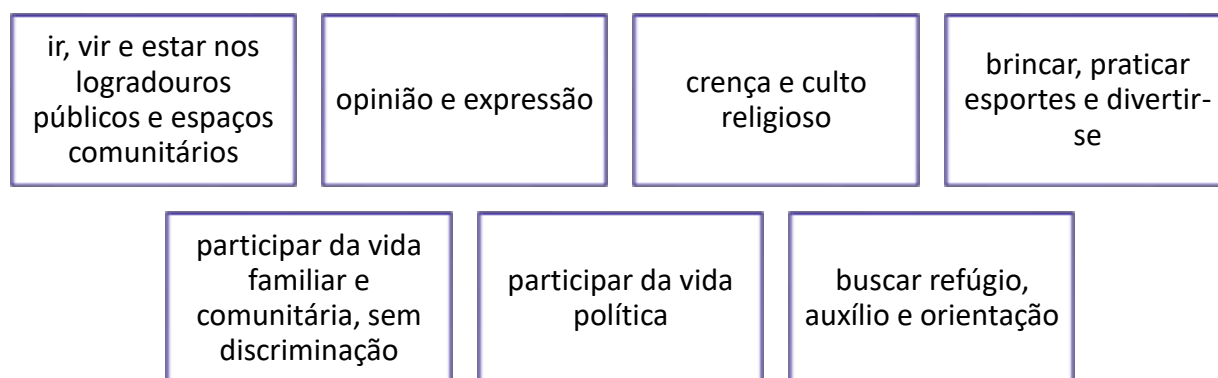 ir, vir e estar nos
logradouros
públicos e espaços
comunitários
opinião e expressão
crença e culto
religioso
brincar, praticar
esportes e divertir-
se
participar da vida
familiar e
comunitária, sem
discriminação
participar da vida
política
buscar refúgio,
auxílio e orientação